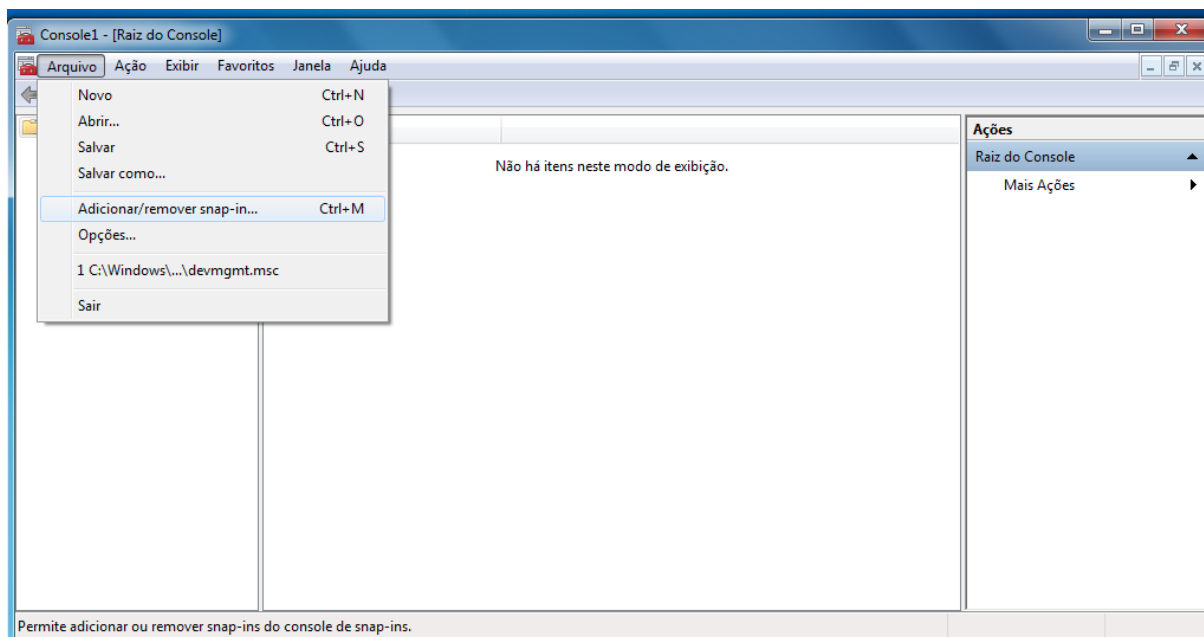 Console1 - [Raiz do Console]
Arquivo Ação Exibir Favoritos Janela Ajuda
Novo Ctrl+N
Abrir... Ctrl+O
Salvar Ctrl+S
Salvar como...
Adicionar/remover snap-in... Ctrl+M
Opções...
1 C:\Windows\...\devmgmt.msc
Sair
Não há itens neste modo de exibição.
Ações
Raiz do Console
Mais Ações
Permite adicionar ou remover snap-ins do console de snap-ins.